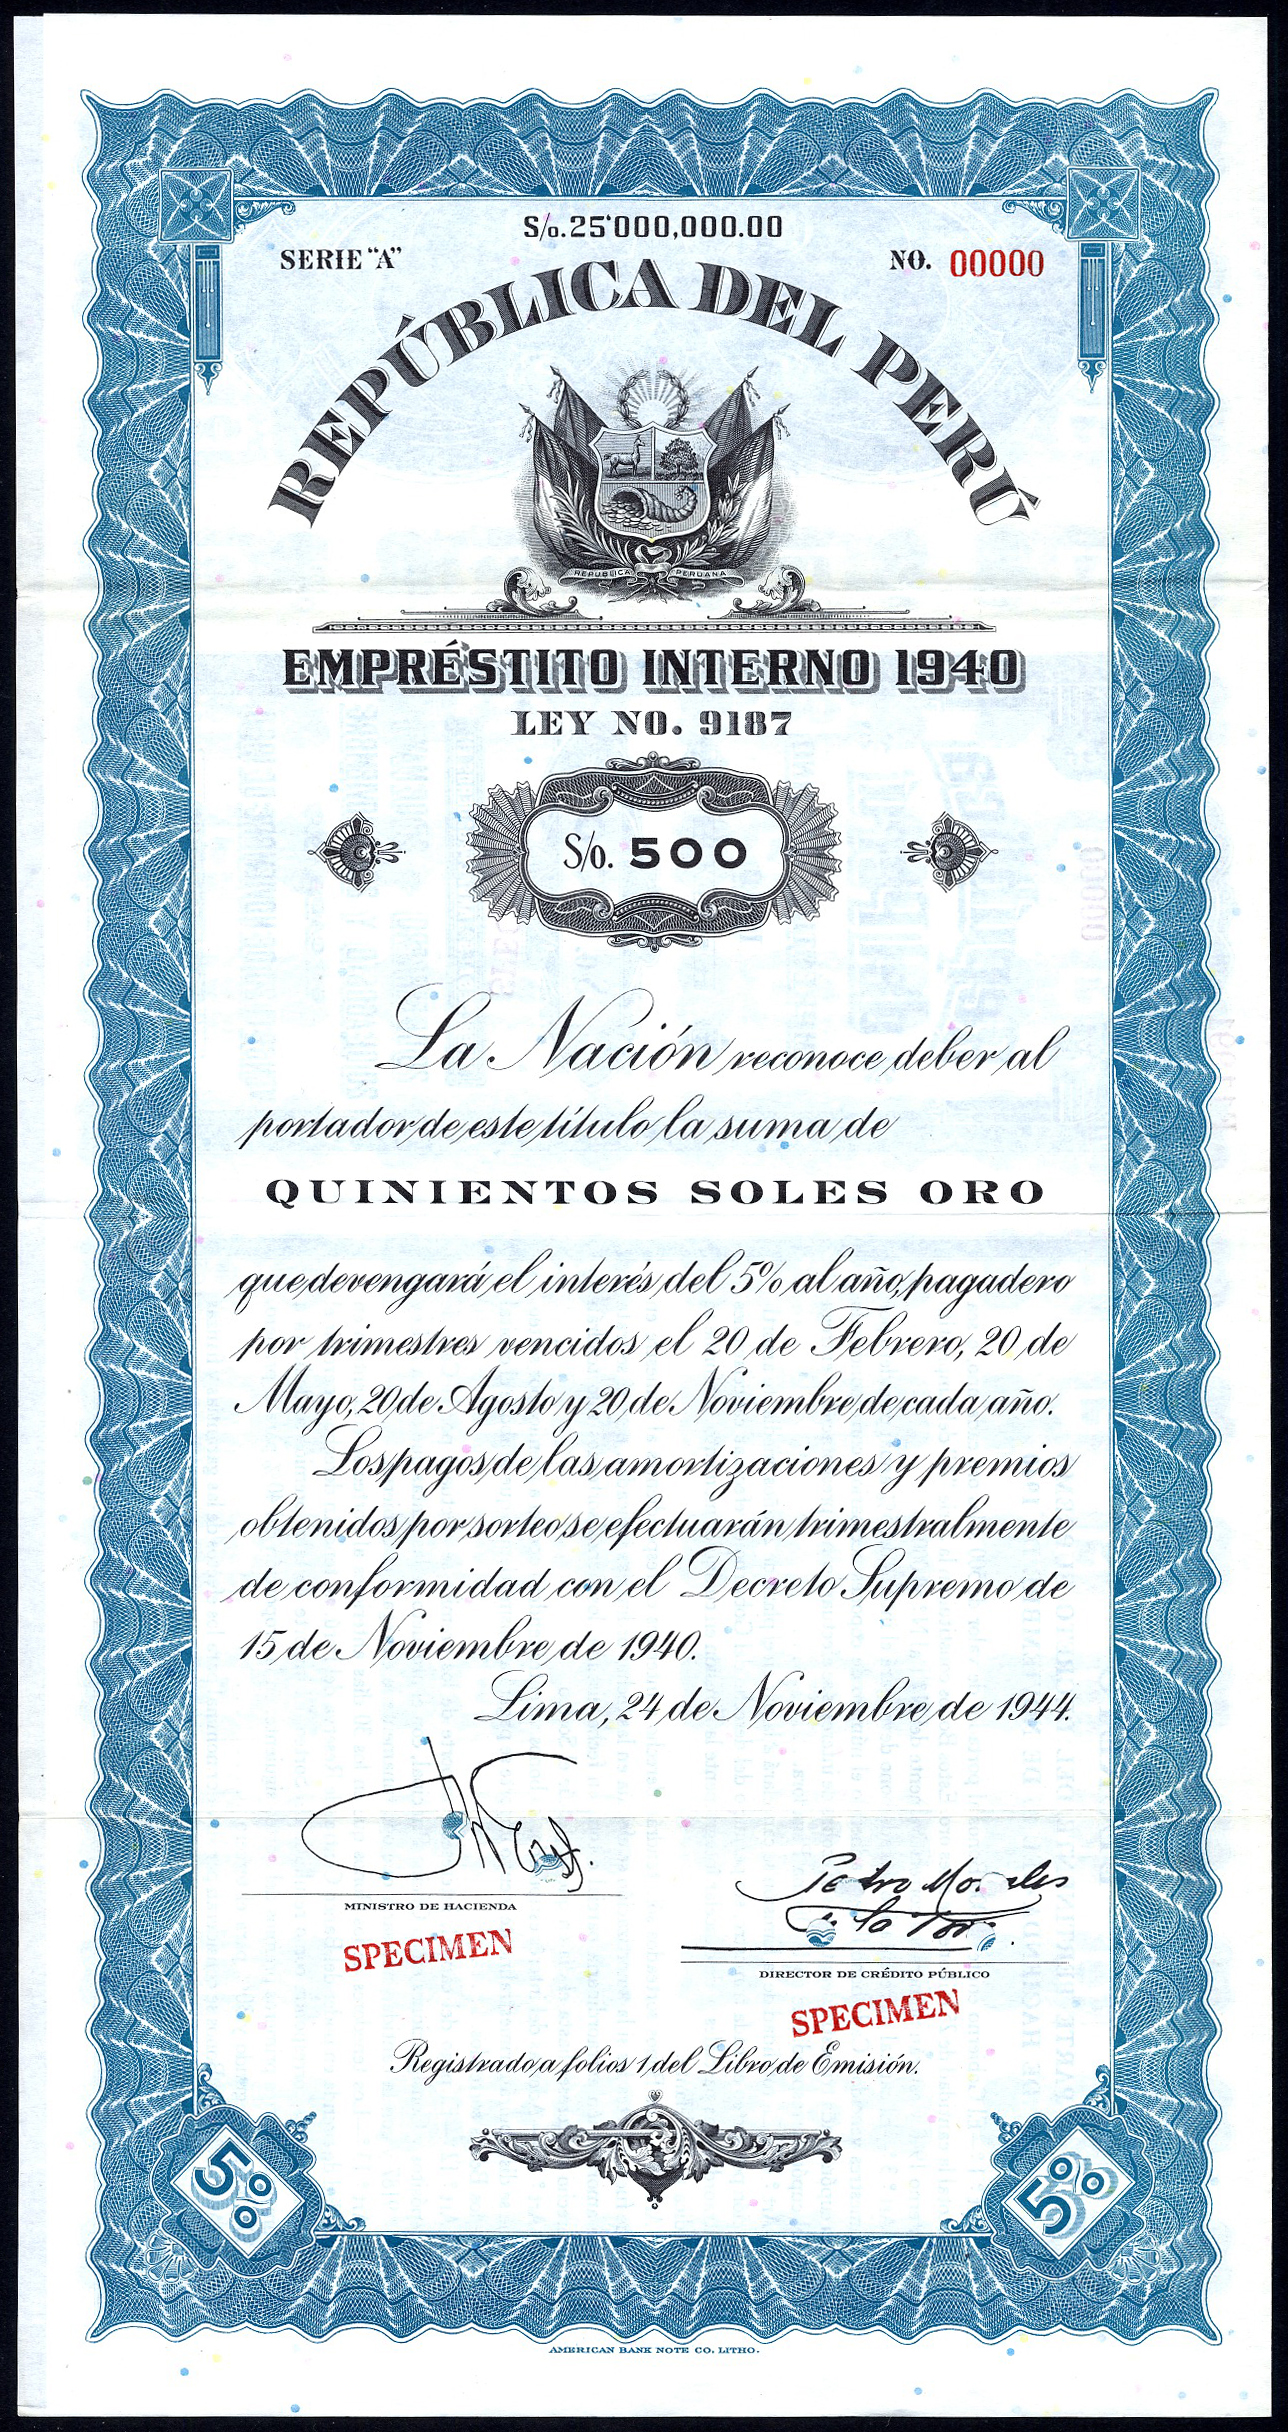 S/o. 25'000,000.00
SERIE "A"
NO. 00000
REPÚBLICA DEL PERÚ
REPUBLICA PERUANA
EMPRÉSTITO INTERNO 1940
LEY NO. 9187
S/o. 500
La Nación reconoce deber al
portador de este título la suma de
QUINIENTOS SOLES ORO
que devengará el interés del 5% al año, pagadero
por trimestres vencidos el 20 de Febrero, 20 de
Mayo, 20 de Agosto y 20 de Noviembre de cada año.
Los pagos de las amortizaciones y premios
obtenidos por sorteo se efectuarán trimestralmente
de conformidad con el Decreto Supremo de
15 de Noviembre de 1940.
Lima, 24 de Noviembre de 1944.
Pedro Morales
MINISTRO DE HACIENDA
DIRECTOR DE CRÉDITO PÚBLICO
SPECIMEN
SPECIMEN
Registrado a folios 1 del Libro de Emisión.
5%
5%
AMERICAN BANK NOTE CO. LITHO.